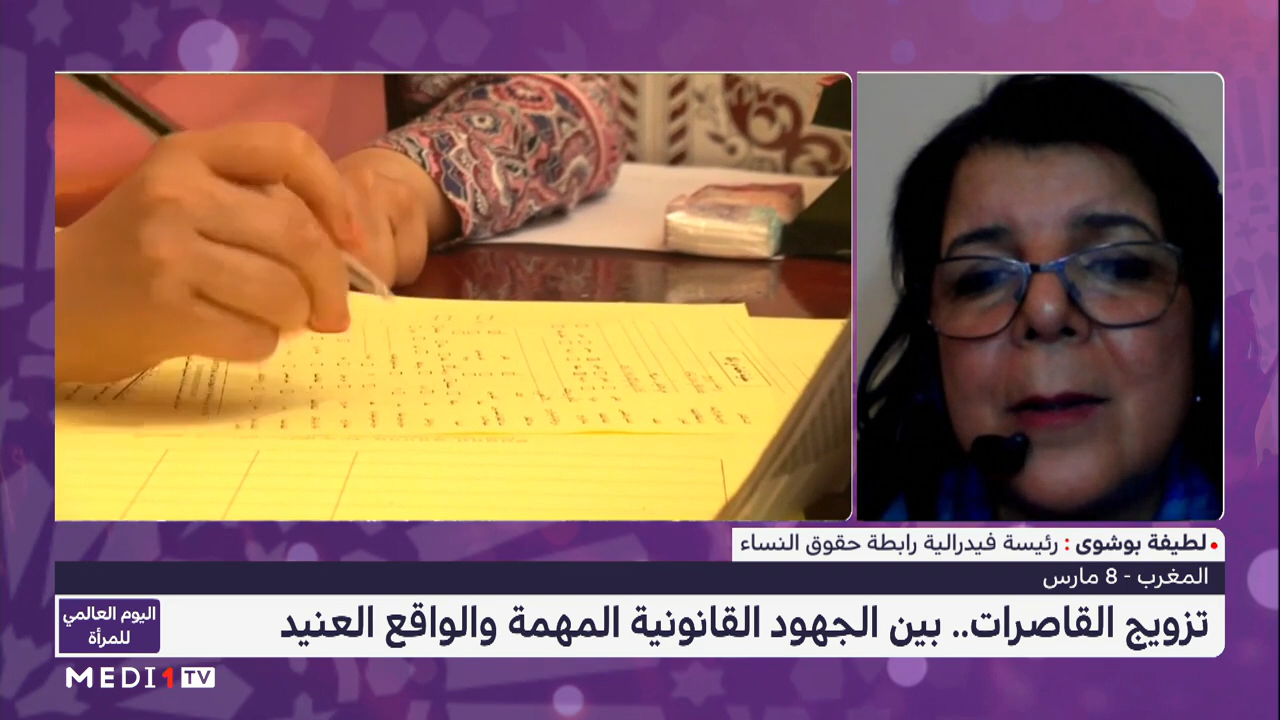 لطيفة بوشوى : رئيسة فيدرالية رابطة حقوق النساء
المغرب - 8 مارس
تزويج القاصرات.. بين الجهود القانونية المهمة والواقع العنيد
اليوم العالمي
للمرأة
MEDI1TV